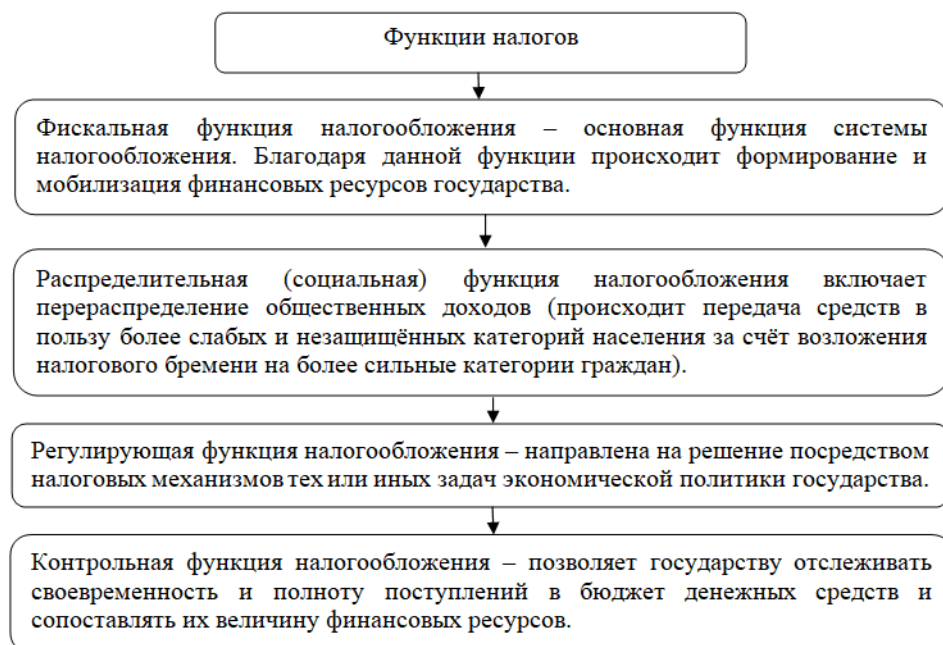 Функции налогов
Фискальная функция налогообложения – основная функция системы
налогообложения. Благодаря данной функции происходит формирование и
мобилизация финансовых ресурсов государства.
Распределительная (социальная) функция налогообложения включает
перераспределение общественных доходов (происходит передача средств в
пользу более слабых и незащищённых категорий населения за счёт возложения
налогового бремени на более сильные категории граждан).
Регулирующая функция налогообложения – направлена на решение посредством
налоговых механизмов тех или иных задач экономической политики государства.
Контрольная функция налогообложения – позволяет государству отслеживать
своевременность и полноту поступлений в бюджет денежных средств и
сопоставлять их величину финансовых ресурсов.